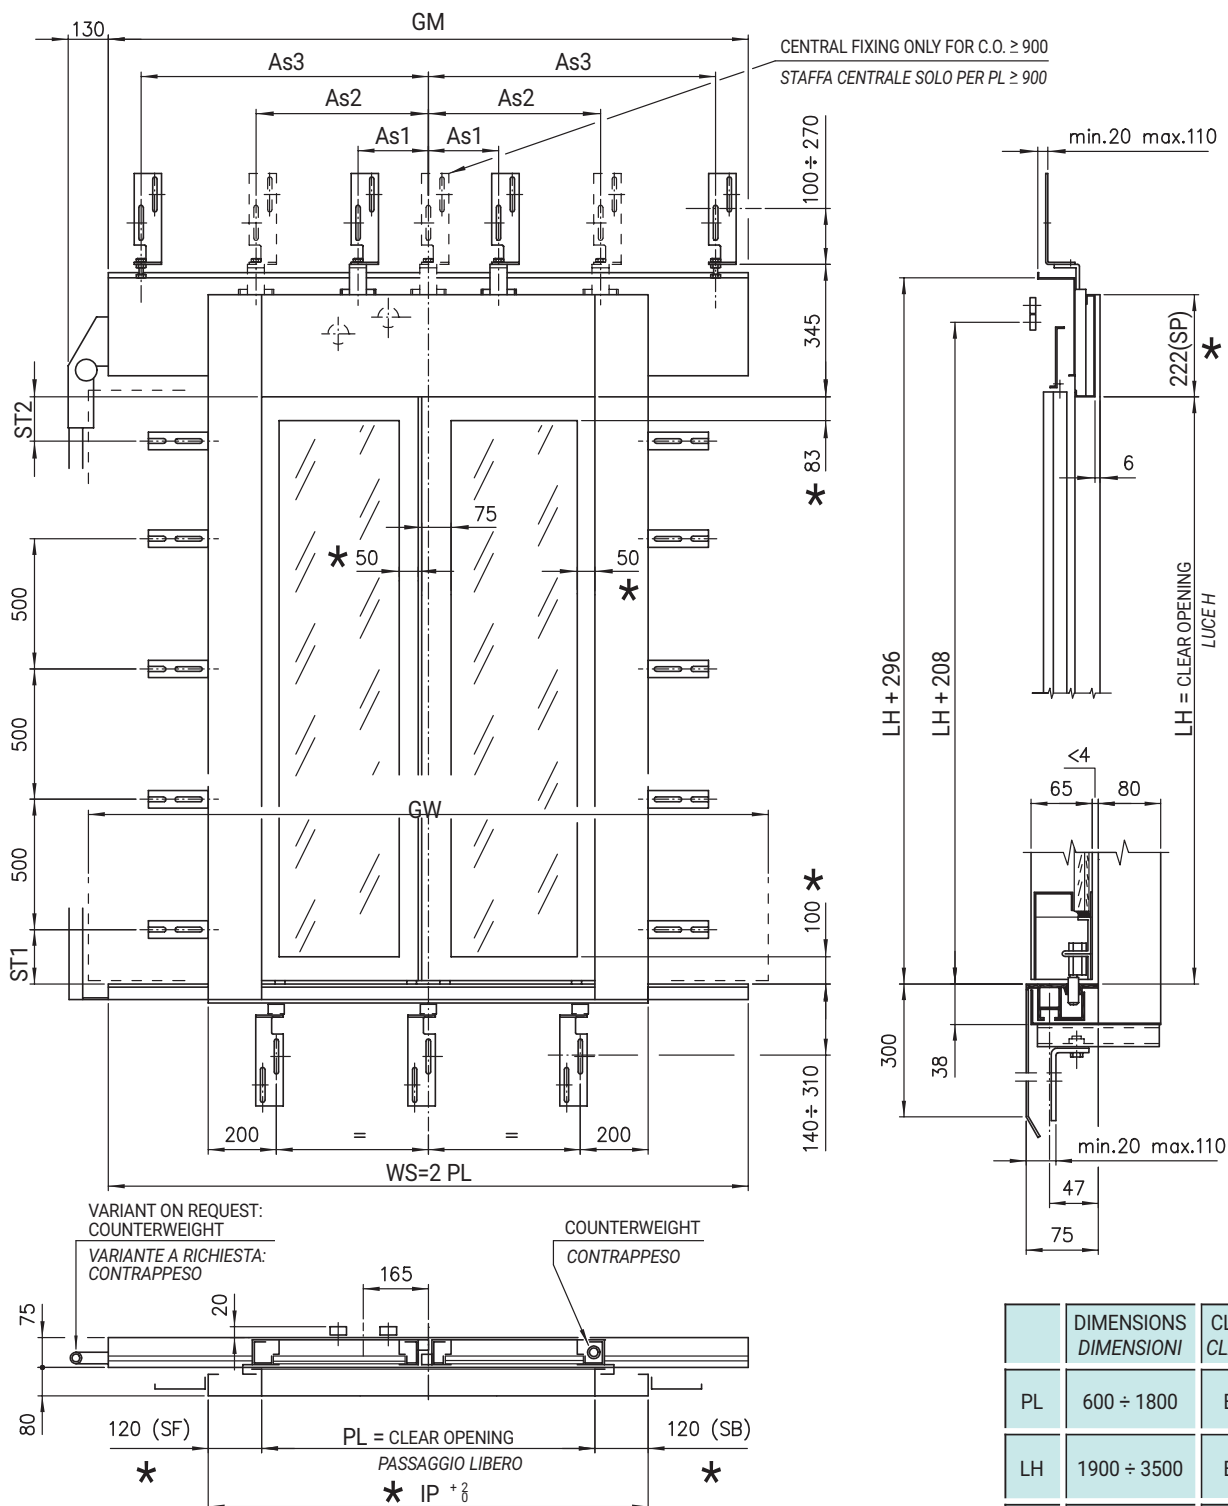 130
GM
CENTRAL FIXING ONLY FOR C.O. ≥ 900
STAFFA CENTRALE SOLO PER PL ≥ 900
As3
As3
As2
As2
As1
As1
100÷ 270
min.20 max.110
345
222(SP)
*
ST2
83
*
6
75
* 50
50
*
500
500
500
ST1
GW
100 *
LH + 296
LH + 208
LH = CLEAR OPENING
LUCE H
<4
65
80
300
38
140÷ 310
200
=
=
200
WS=2 PL
min.20 max.110
47
75
VARIANT ON REQUEST:
COUNTERWEIGHT
VARIANTE A RICHIESTA:
CONTRAPPESO
COUNTERWEIGHT
CONTRAPPESO
165
20
75
80
120 (SF)
*
PL = CLEAR OPENING
PASSAGGIO LIBERO
120 (SB)
*
* IP +2 0
DIMENSIONS
DIMENSIONI
CL
CL
PL 600 ÷ 1800
LH 1900 ÷ 3500